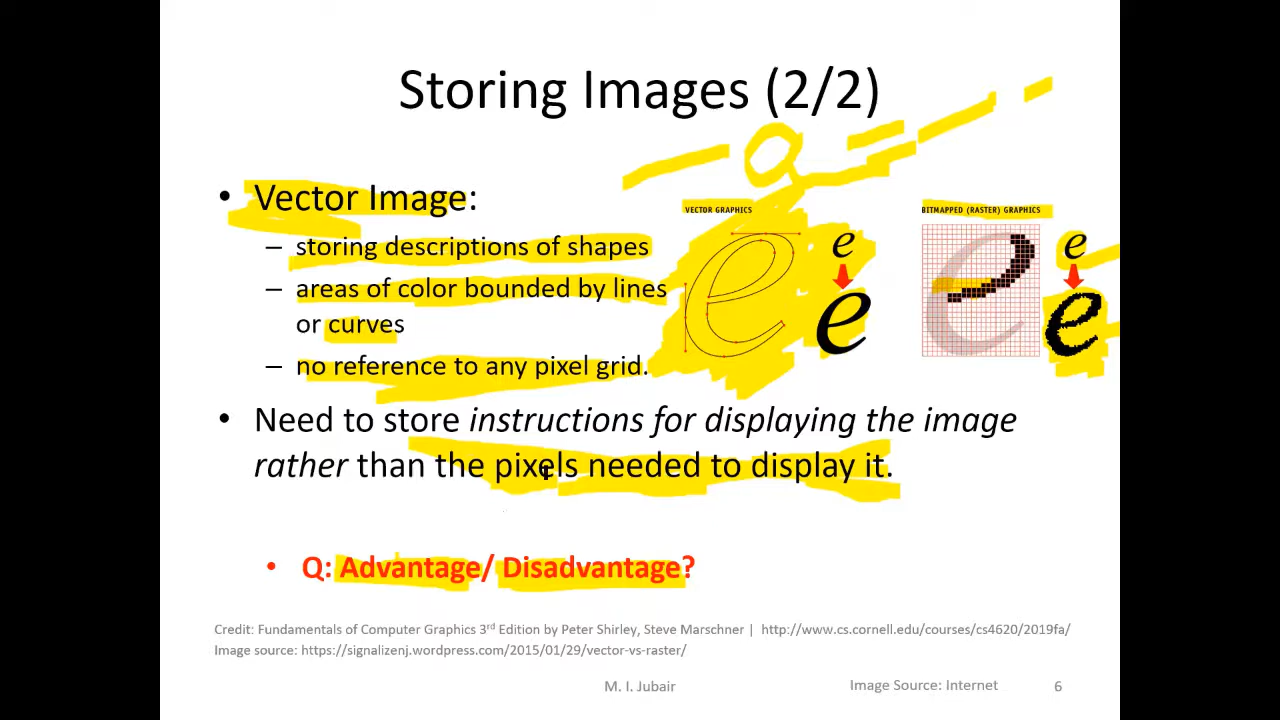 Storing Images (2/2)
• Vector Image:
– storing descriptions of shapes
– areas of color bounded by lines
or curves
– no reference to any pixel grid.
VECTOR GRAPHICS
e
e
BITMAPPED (RASTER) GRAPHICS
e
e
• Need to store instructions for displaying the image
rather than the pixels needed to display it.
• Q: Advantage/ Disadvantage?
Credit: Fundamentals of Computer Graphics 3rd Edition by Peter Shirley, Steve Marschner | http://www.cs.cornell.edu/courses/cs4620/2019fa/
Image source: https://signalizenj.wordpress.com/2015/01/29/vector-vs-raster/
M. I. Jubair
Image Source: Internet
6